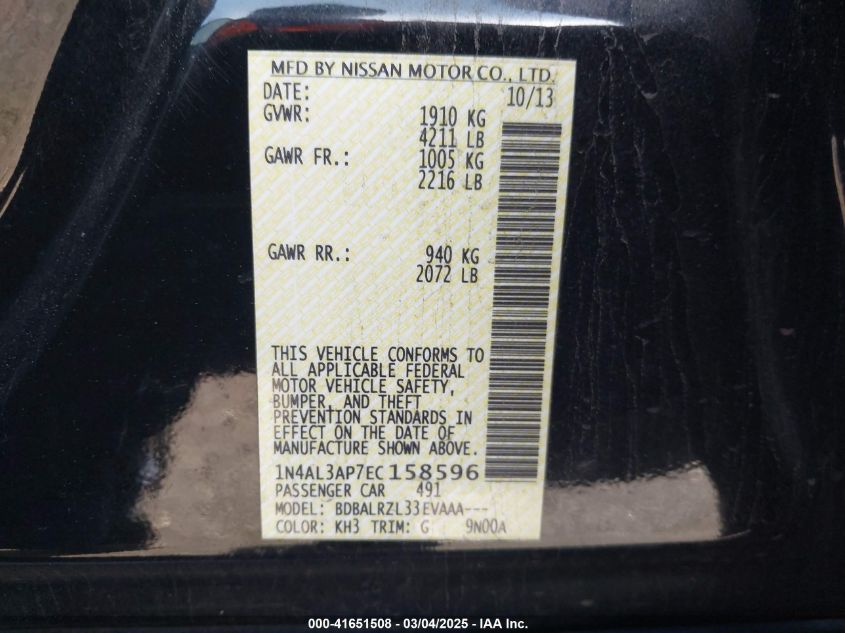 MFD BY NISSAN MOTOR CO., LTD.
DATE: 10/13
GVWR: 1910 KG
4211 LB
GAWR FR.: 1005 KG
2216 LB
GAWR RR.: 940 KG
2072 LB
THIS VEHICLE CONFORMS TO
ALL APPLICABLE FEDERAL
MOTOR VEHICLE SAFETY,
BUMPER, AND THEFT
PREVENTION STANDARDS IN
EFFECT ON THE DATE OF
MANUFACTURE SHOWN ABOVE.
1N4AL3AP7EC158596
PASSENGER CAR 491
MODEL: BDBALRZL33EVAAA---
COLOR: KH3 TRIM: G 9N00A
000-41651508 — 03/04/2025 - IAA Inc.